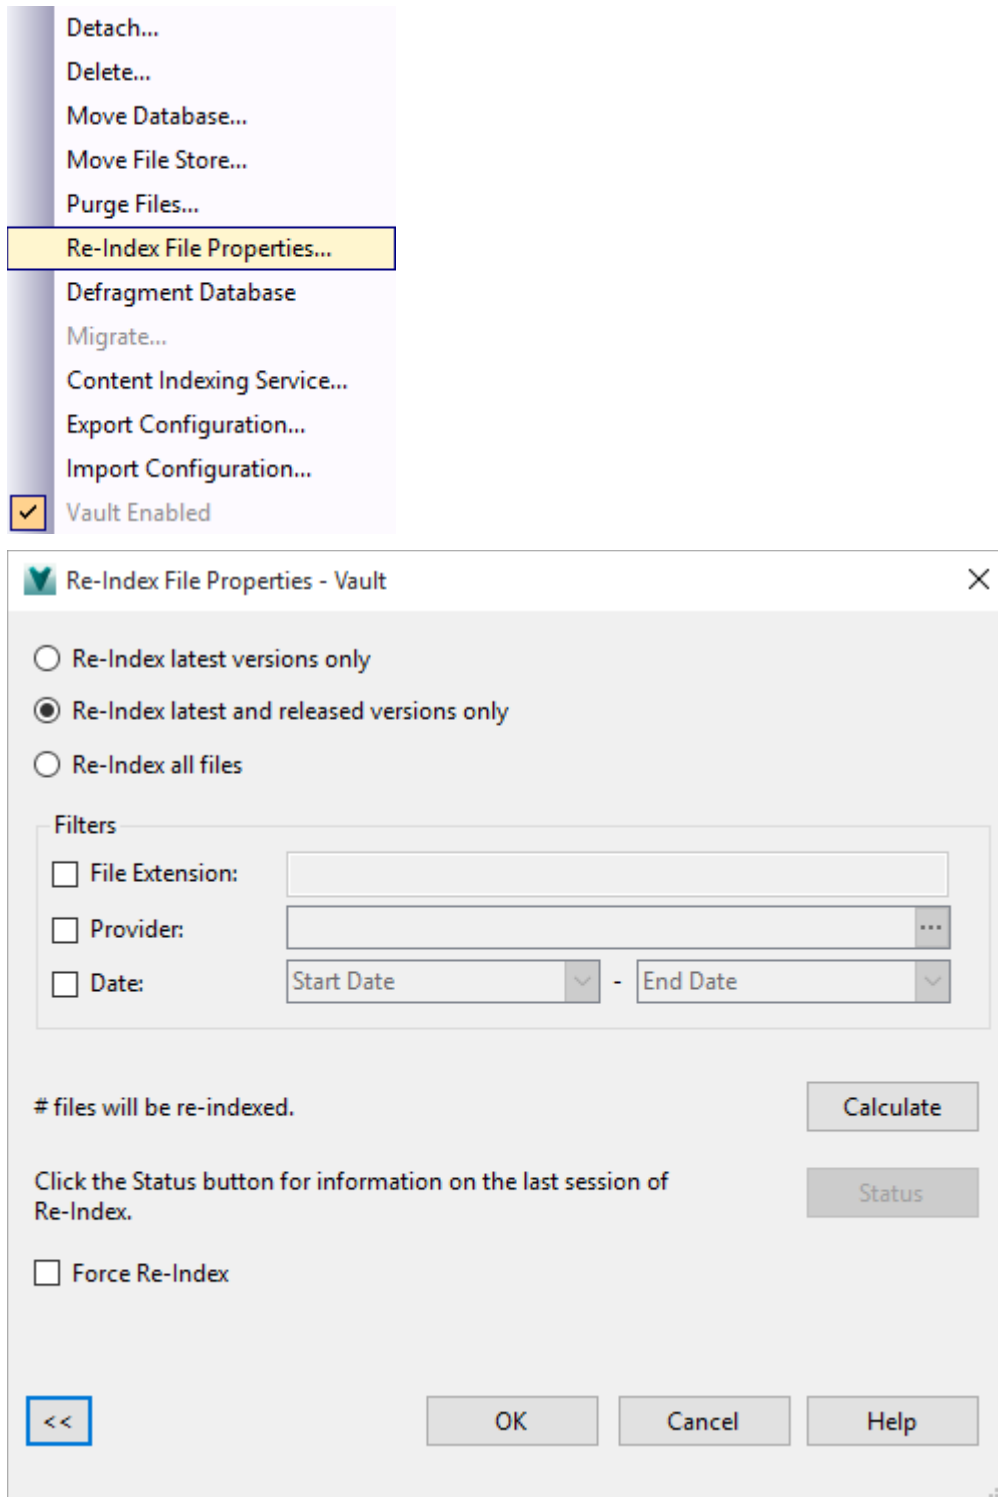 Detach...
Delete...
Move Database...
Move File Store...
Purge Files...
Re-Index File Properties...
Defragment Database
Migrate...
Content Indexing Service...
Export Configuration...
Import Configuration...
Vault Enabled
Re-Index File Properties - Vault
Re-Index latest versions only
Re-Index latest and released versions only
Re-Index all files
Filters
File Extension:
Provider: ...
Date: Start Date - End Date
# files will be re-indexed. Calculate
Click the Status button for information on the last session of
Re-Index.
Status
Force Re-Index
<< OK Cancel Help